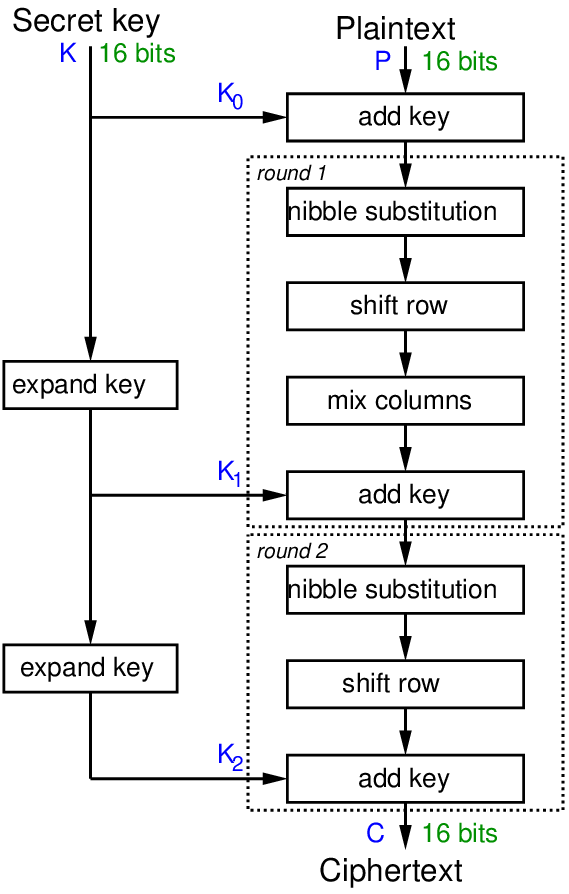 Secret key
Plaintext
K 16 bits
P 16 bits
K0
add key
round 1
nibble substitution
shift row
expand key
mix columns
K1
add key
round 2
nibble substitution
expand key
shift row
K2
add key
C 16 bits
Ciphertext